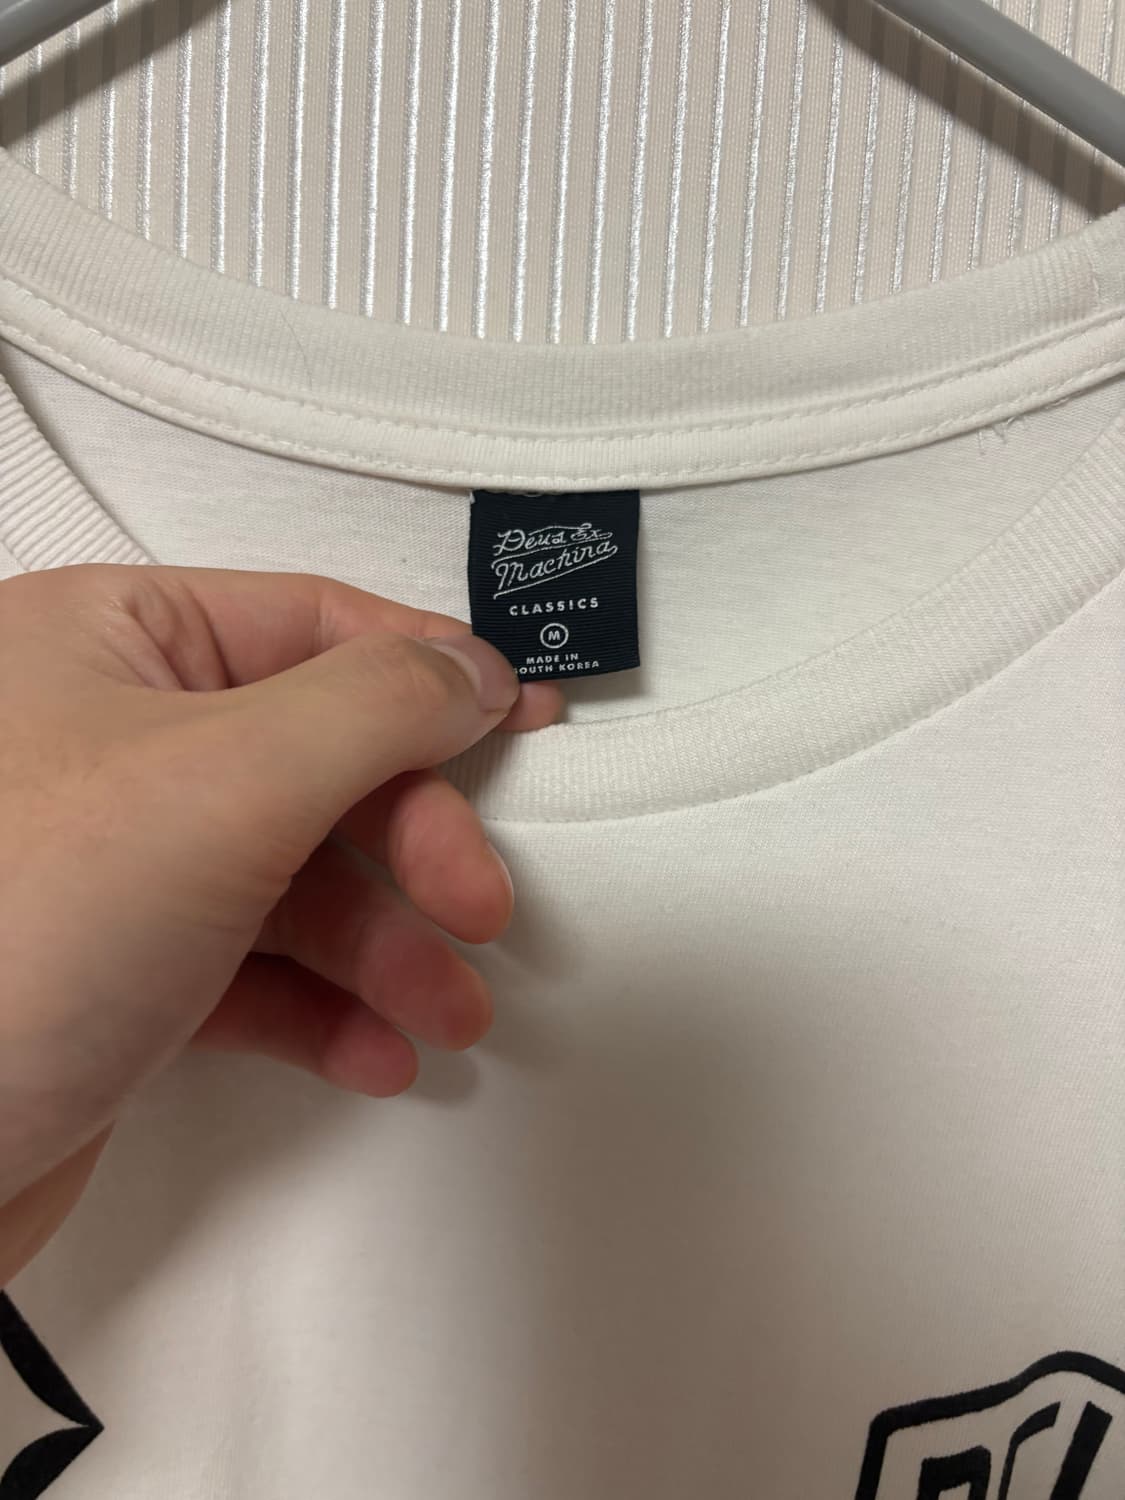 Deus Ex
Machina
CLASSICS
M
MADE IN
SOUTH KOREA